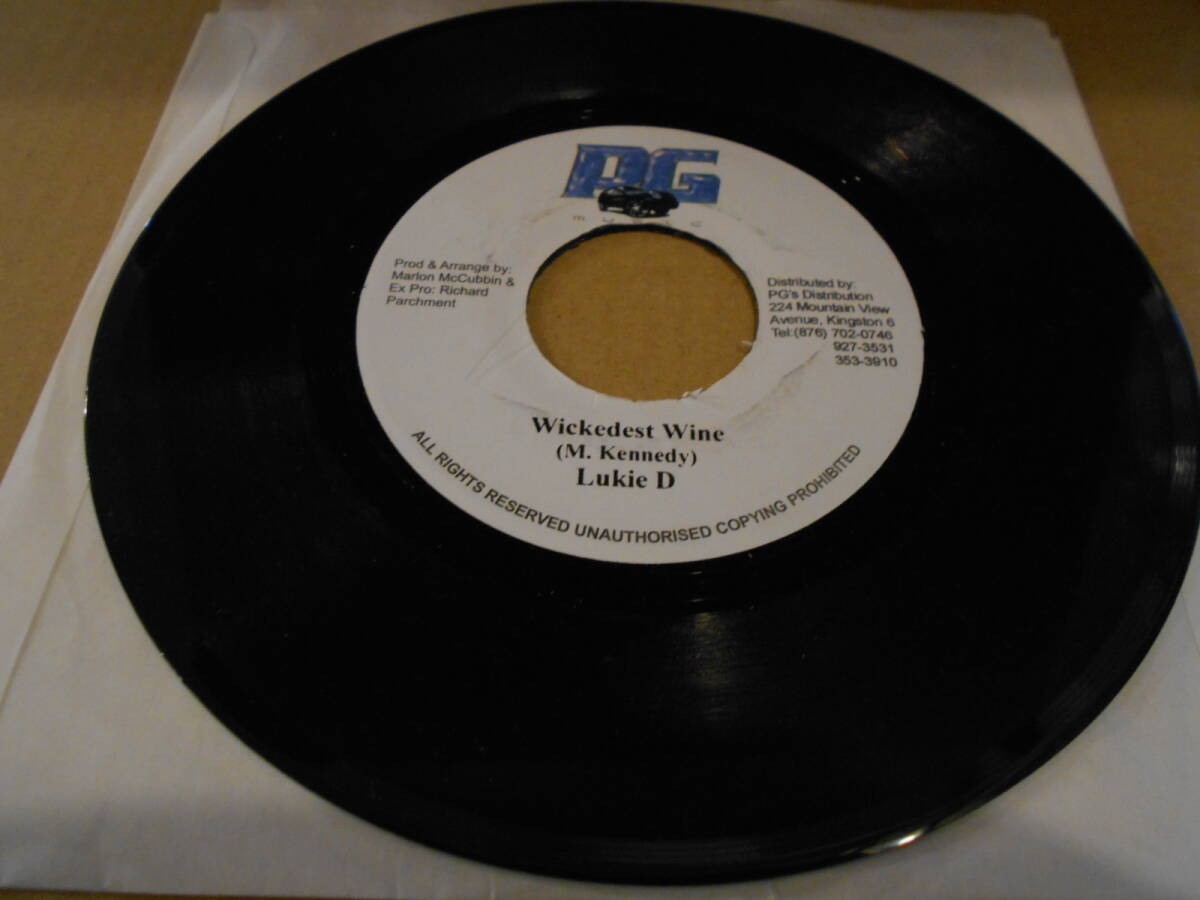 PG
MUSIC
Prod & Arrange by:
Marlon McCubbin &
Ex Pro: Richard
Parchment
Distributed by:
PG's Distribution
224 Mountain View
Avenue, Kingston 6
Tel:(876) 702-0746
927-3531
353-3910
Wickedest Wine
(M. Kennedy)
Lukie D
ALL RIGHTS RESERVED UNAUTHORISED COPYING PROHIBITED